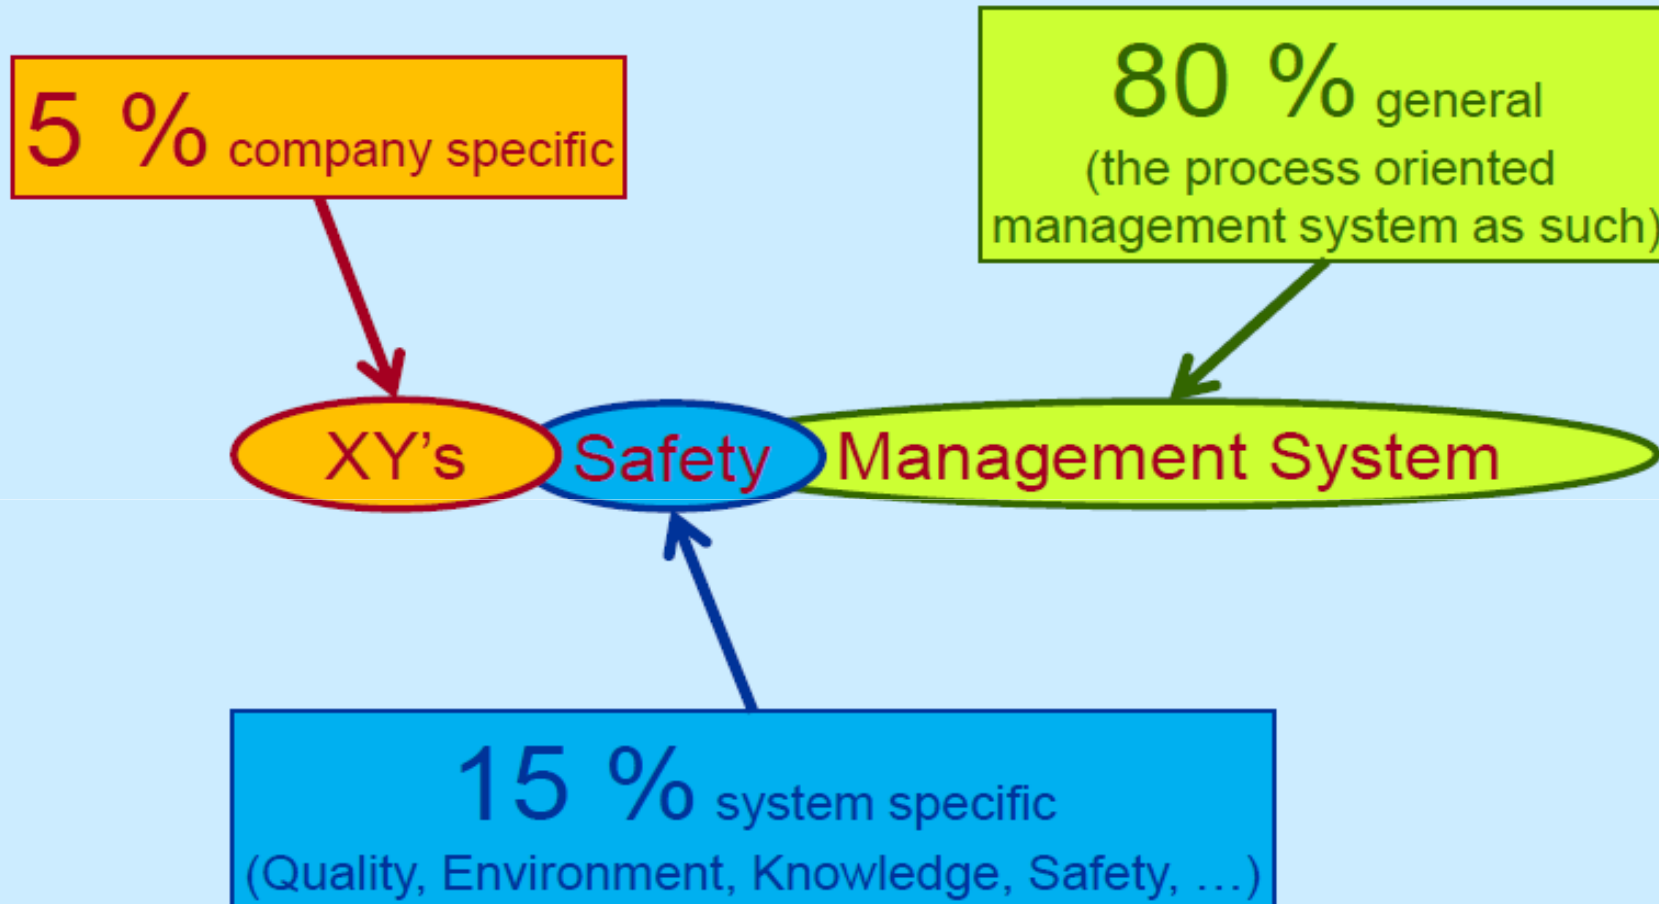 5 % company specific
80 % general
(the process oriented
management system as such)
XY's Safety Management System
15 % system specific
(Quality, Environment, Knowledge, Safety, …)